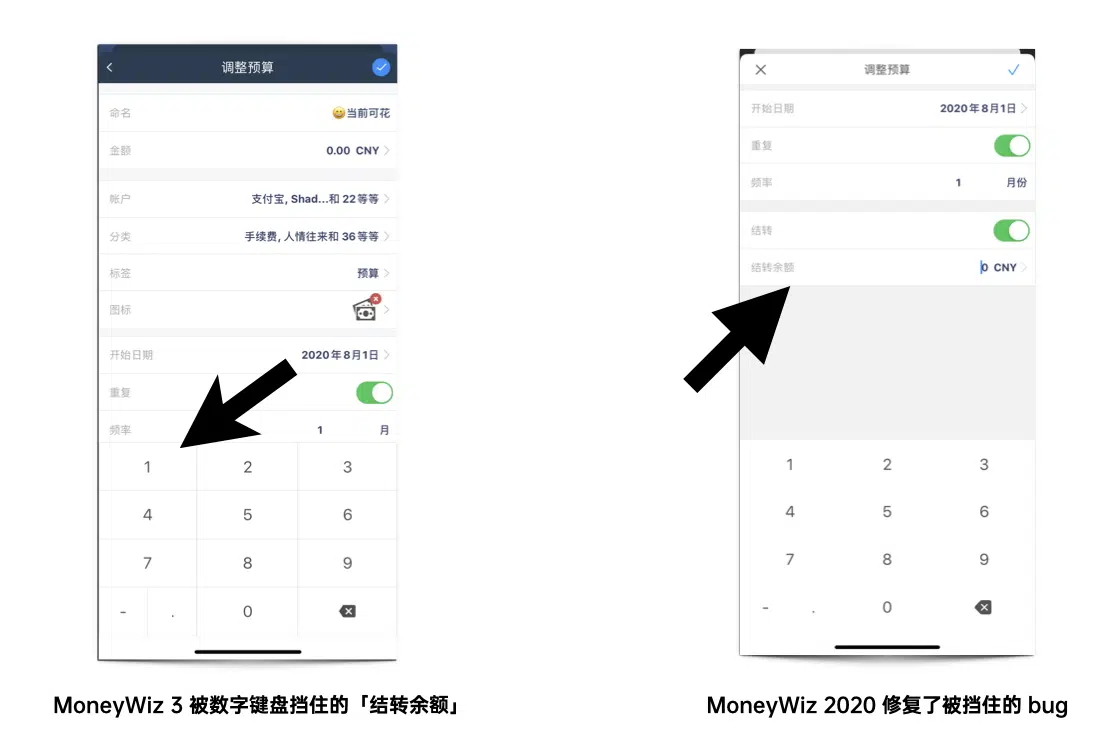 调整预算
命名
😀当前可花
金额
0.00 CNY
账户
支付宝, Shad...和 22 等等
分类
手续费, 人情往来和 36 等等
标签
预算
图标
开始日期
2020年8月1日
重复
频率
1
月
1 2 3
4 5 6
7 8 9
- . 0
MoneyWiz 3 被数字键盘挡住的「结转余额」
调整预算
开始日期
2020年8月1日
重复
频率
1
月份
结转
结转余额
0 CNY
1 2 3
4 5 6
7 8 9
- . 0
MoneyWiz 2020 修复了被挡住的 bug